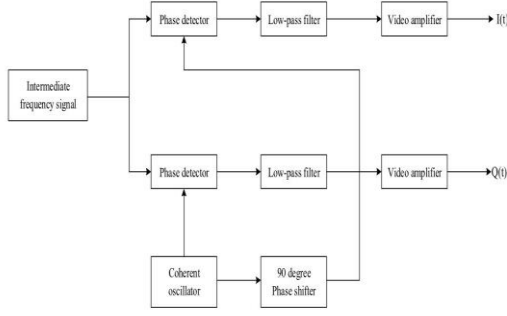 Phase detector
Low-pass filter
Video amplifier
I(t)
Intermediate
frequency signal
Phase detector
Low-pass filter
Video amplifier
Q(t)
Coherent
oscillator
90 degree
Phase shifter